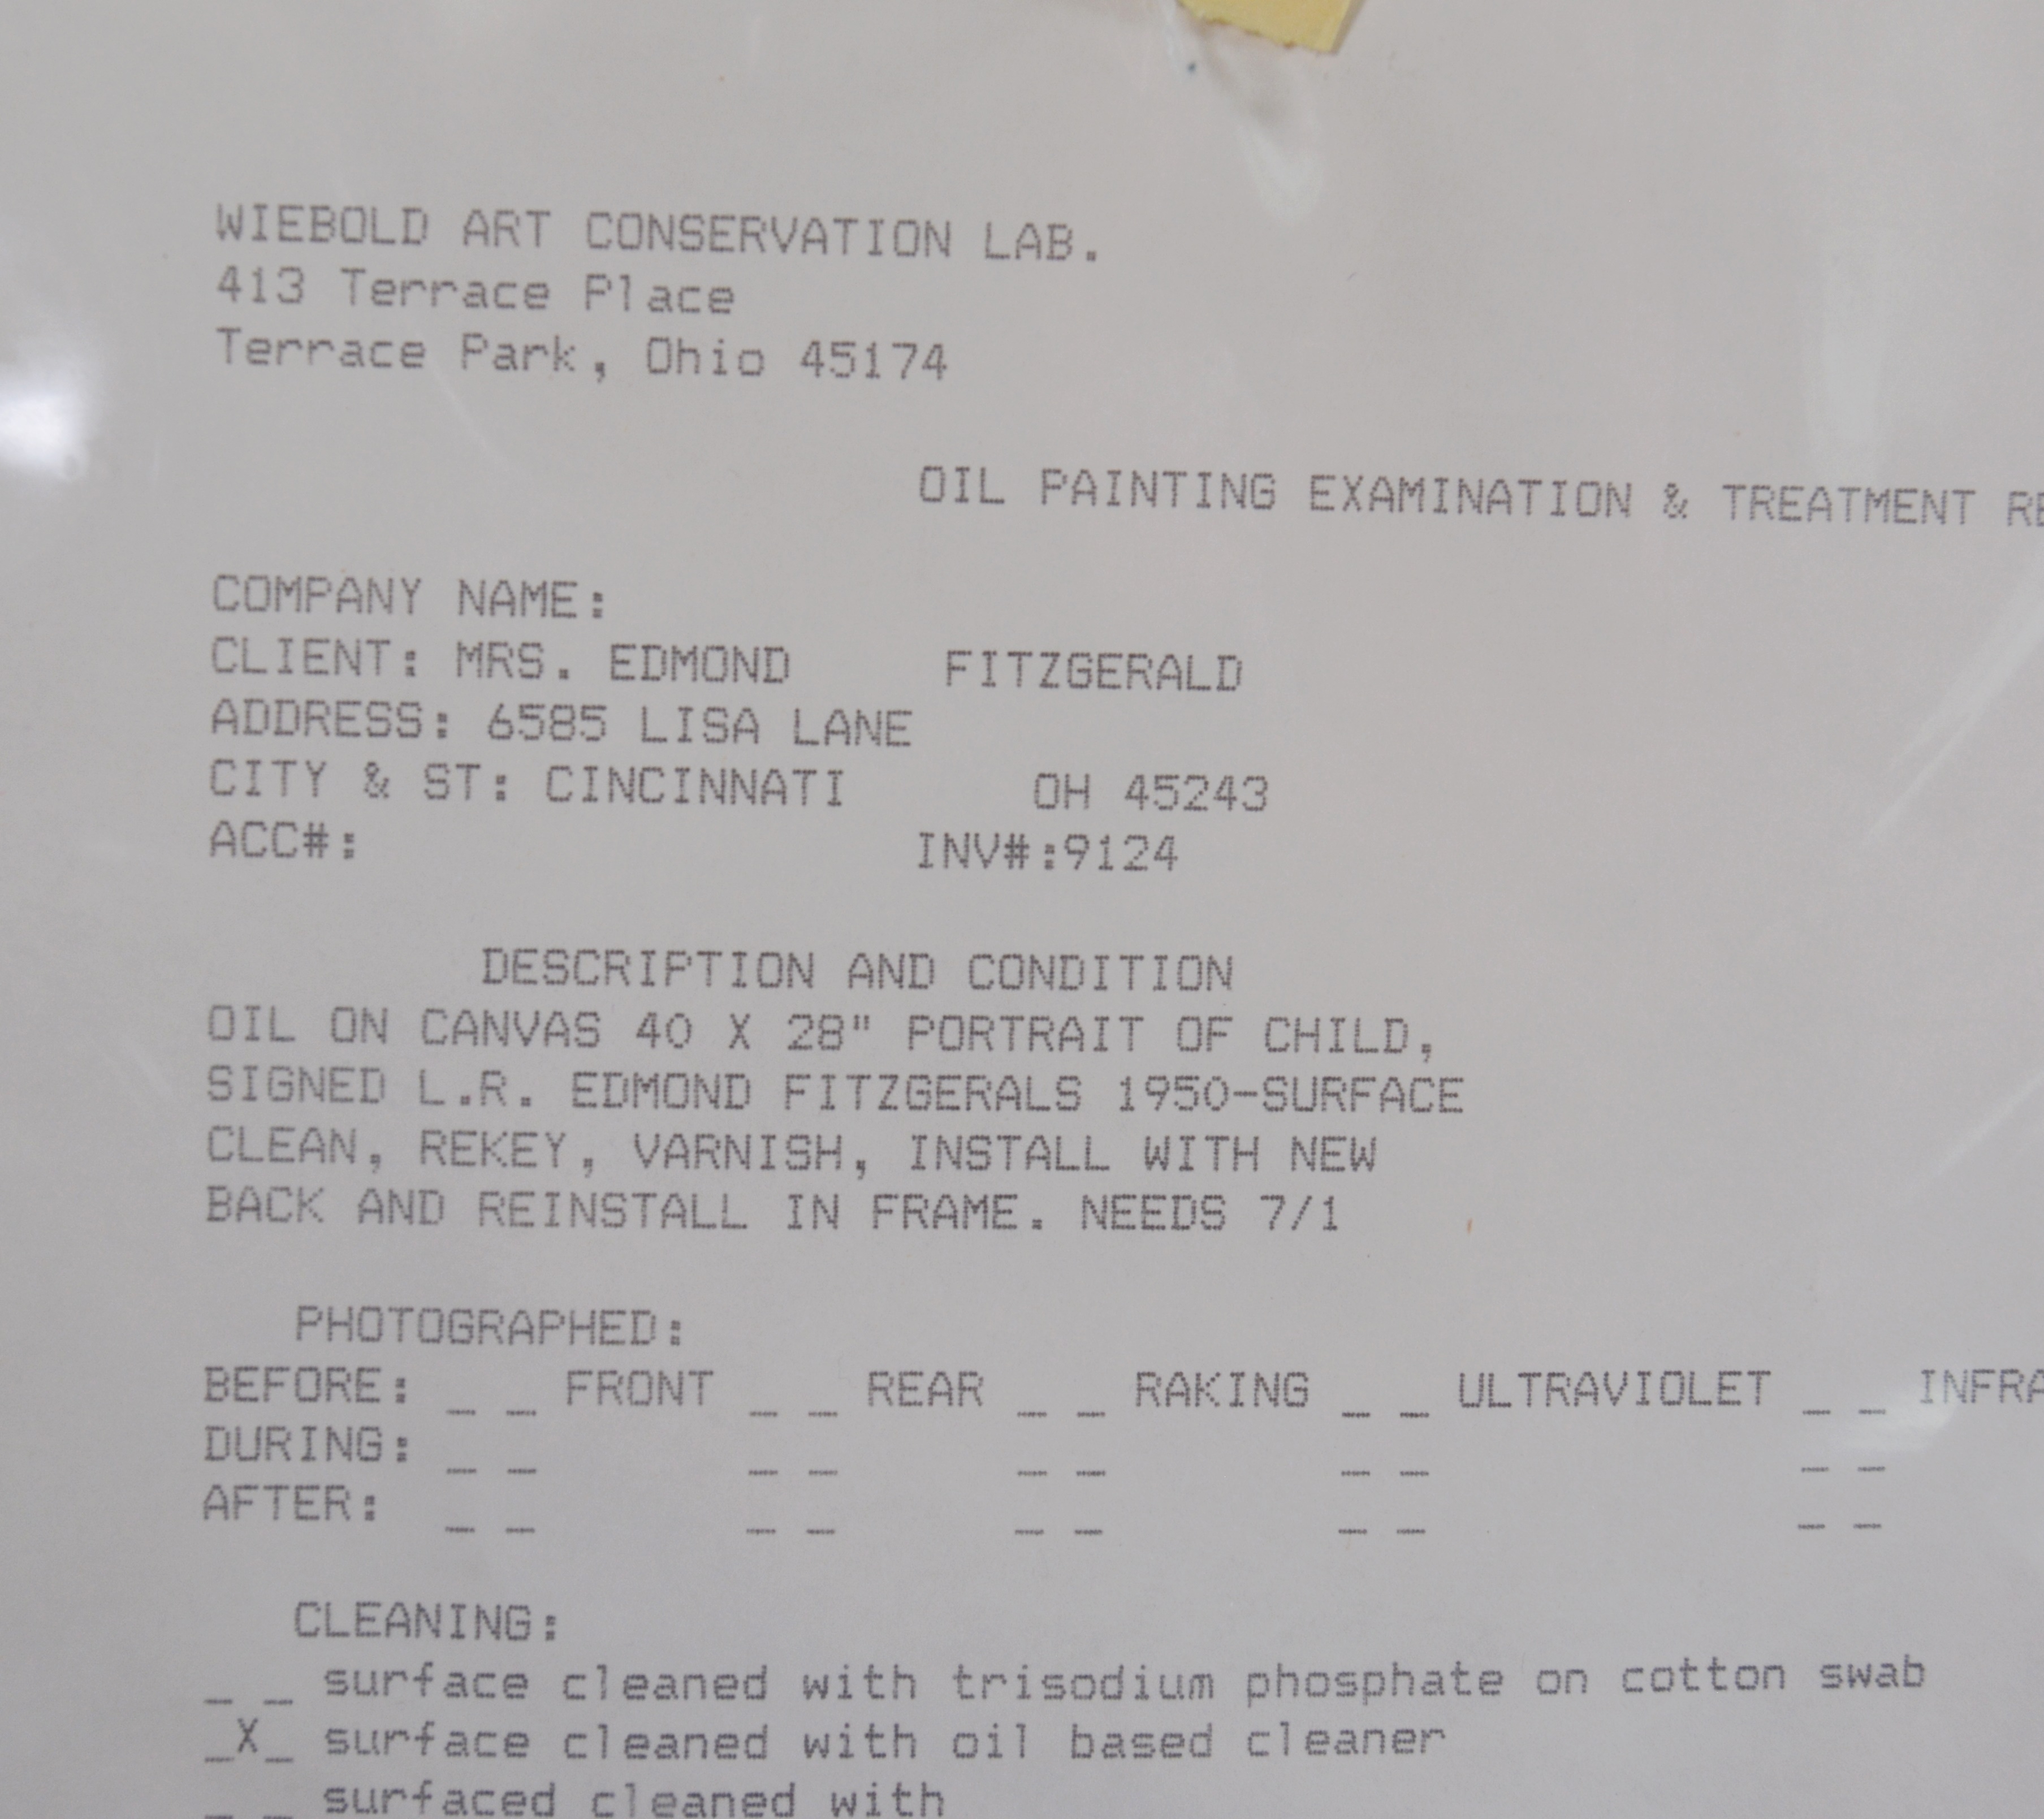 WIEBOLD ART CONSERVATION LAB.
413 Terrace Place
Terrace Park, Ohio 45174
OIL PAINTING EXAMINATION & TREATMENT RE
COMPANY NAME:
CLIENT: MRS. EDMOND FITZGERALD
ADDRESS: 6585 LISA LANE
CITY & ST: CINCINNATI OH 45243
ACC#: INV#:9124
DESCRIPTION AND CONDITION
OIL ON CANVAS 40 X 28" PORTRAIT OF CHILD,
SIGNED L.R. EDMOND FITZGERALS 1950-SURFACE
CLEAN, REKEY, VARNISH, INSTALL WITH NEW
BACK AND REINSTALL IN FRAME. NEEDS 7/1
PHOTOGRAPHED:
BEFORE: _ _ FRONT _ _ REAR _ _ RAKING _ _ ULTRAVIOLET _ _ INFRA
DURING: _ _ _ _ _ _ _ _ _ _
AFTER: _ _ _ _ _ _ _ _ _ _
CLEANING:
_ _ surface cleaned with trisodium phosphate on cotton swab
_X_ surface cleaned with oil based cleaner
_ _ surfaced cleaned with